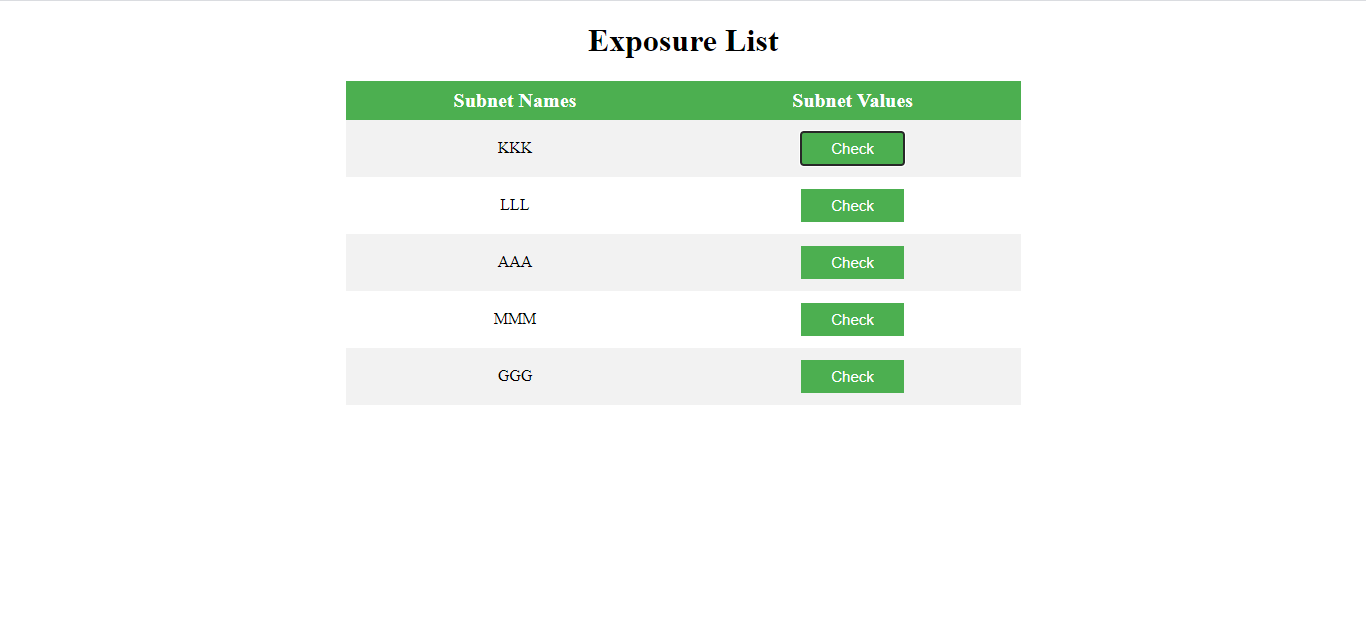 Exposure List
Subnet Names Subnet Values
KKK Check
LLL Check
AAA Check
MMM Check
GGG Check